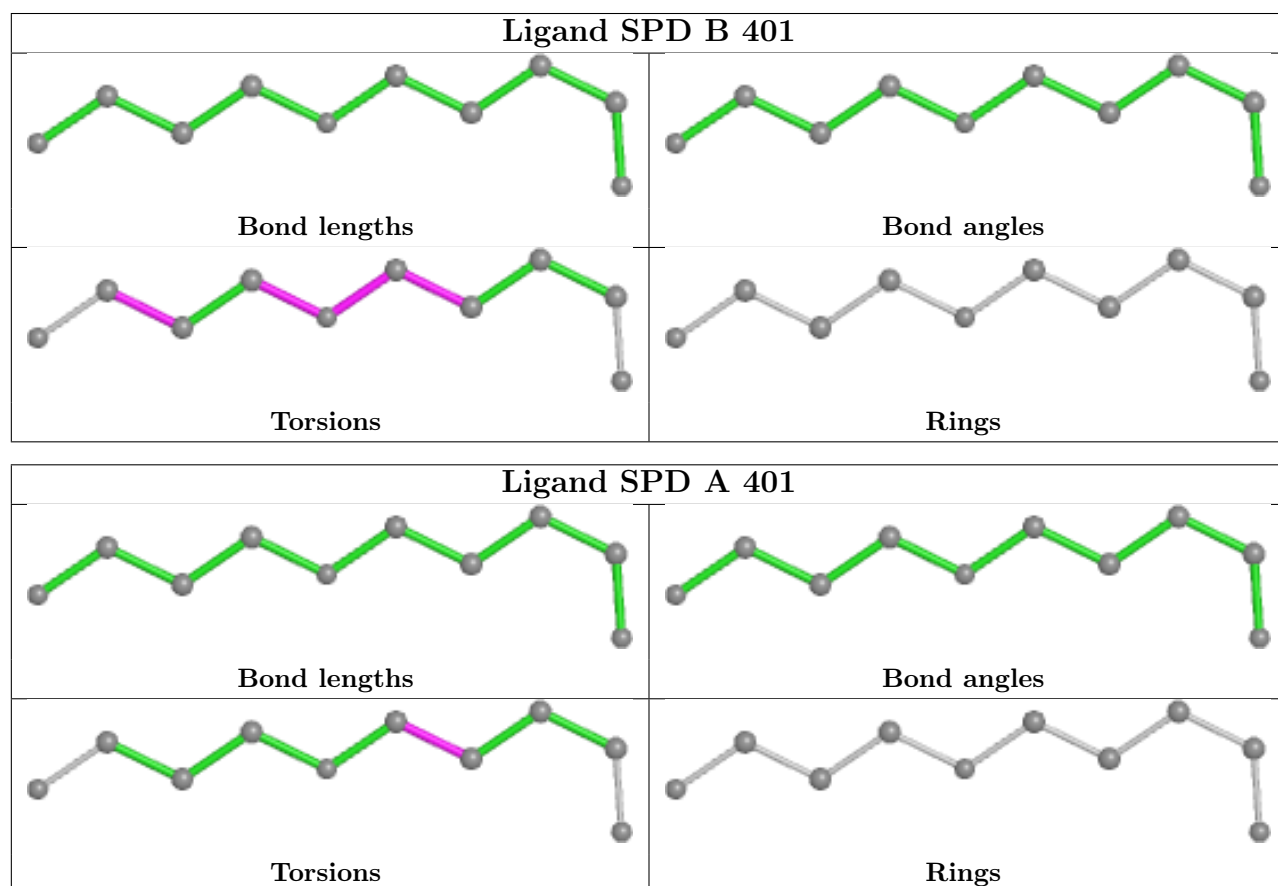 Ligand SPD B 401
Bond lengths Bond angles
Torsions Rings
Ligand SPD A 401
Bond lengths Bond angles
Torsions Rings